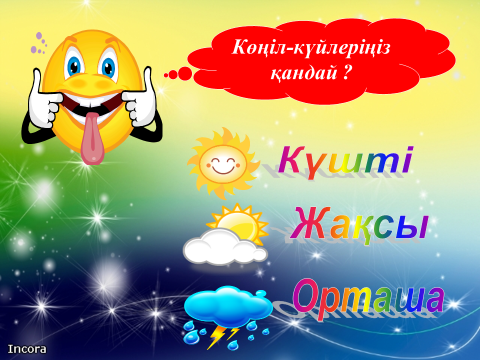 Көңіл-күйлеріңіз
қандай ?
Күшті
Жақсы
Орташа
Incora